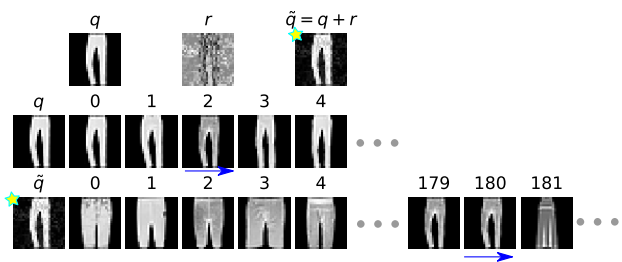 q r q̃ = q + r
q 0 1 2 3 4
q̃ 0 1 2 3 4 179 180 181